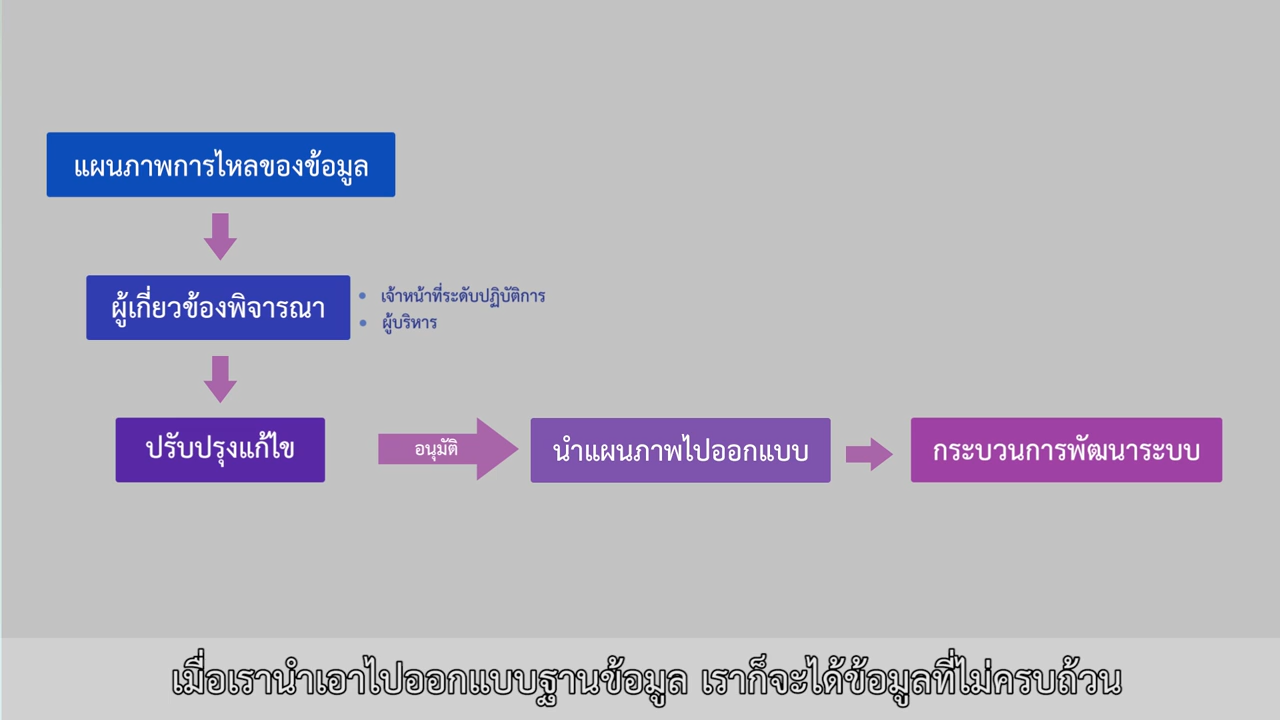 แผนภาพการไหลของข้อมูล
ผู้เกี่ยวข้องพิจารณา
• เจ้าหน้าที่ระดับปฏิบัติการ
• ผู้บริหาร
ปรับปรุงแก้ไข
อนุมัติ
นำแผนภาพไปออกแบบ
กระบวนการพัฒนาระบบ
เมื่อเรานำเอาไปออกแบบฐานข้อมูล เราก็จะได้ข้อมูลที่ไม่ครบถ้วน